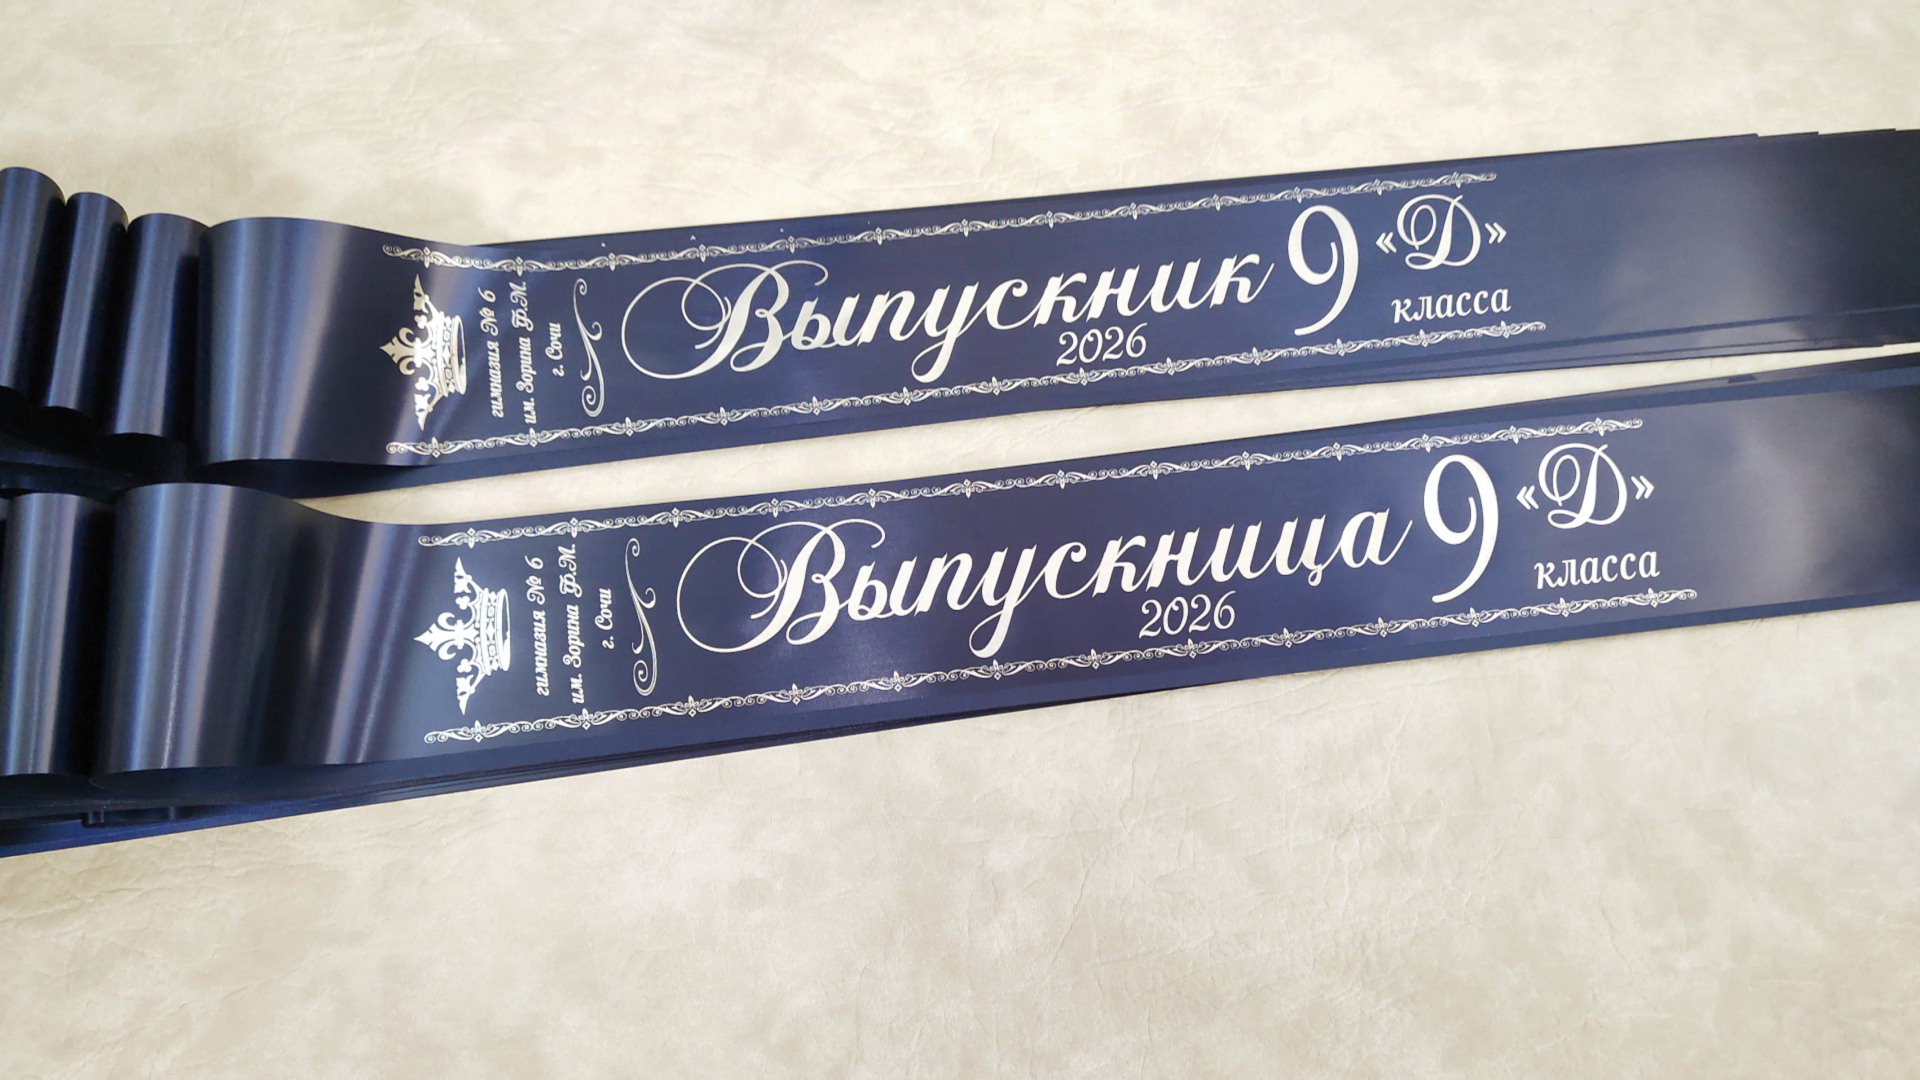 гимназия № 6
им. Зорина Ф.М.
г. Сочи
Выпускник 9 «Д»
класса
2026
гимназия № 6
им. Зорина Ф.М.
г. Сочи
Выпускница 9 «Д»
класса
2026